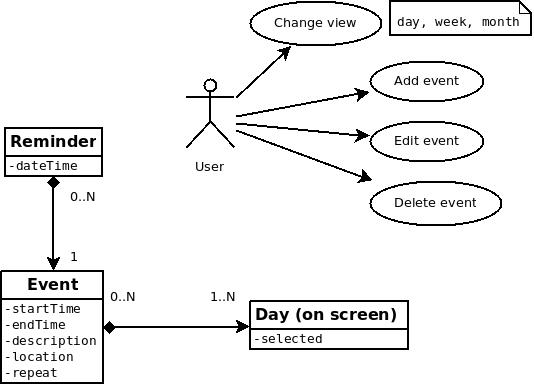 Change view
day, week, month
Add event
Edit event
Delete event
User
Reminder
-dateTime
0..N
1
Event
-startTime
-endTime
-description
-location
-repeat
0..N
1..N
Day (on screen)
-selected